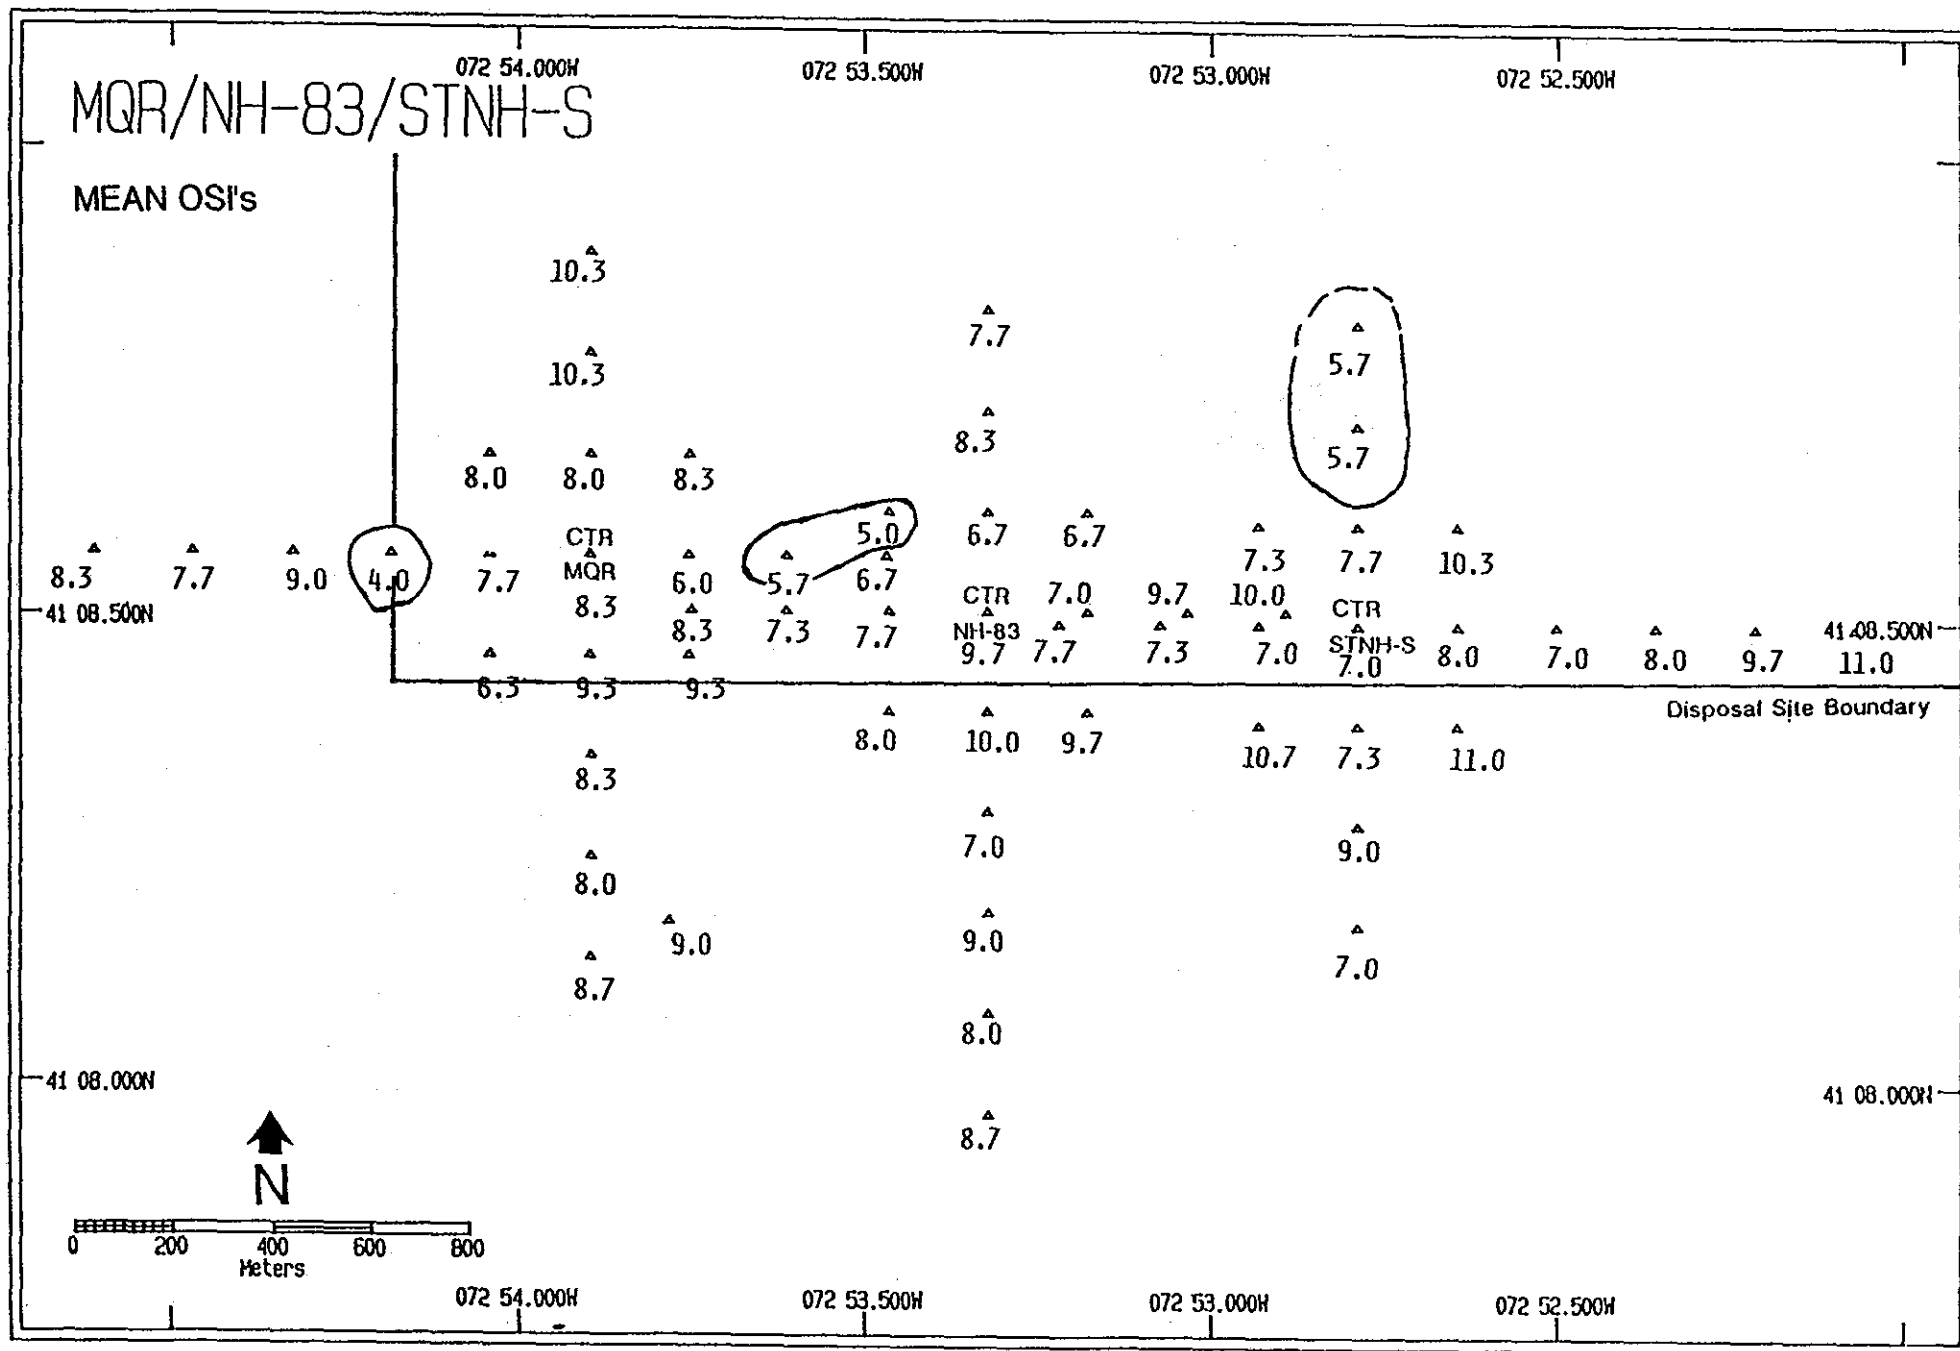 072 54.000W 072 53.500W 072 53.000W 072 52.500W
MQR/NH-83/STNH-S
MEAN OSI's
10.3
7.7
10.3 5.7
8.3 5.7
8.0 8.0 8.3
CTR 5.0 6.7 6.7 7.3 7.7 10.3
8.3 7.7 9.0 4.0 7.7 MQR 6.0 5.7 6.7
8.3 CTR 7.0 9.7 10.0 CTR
41 08.500N 8.3 7.3 7.7 NH-83 STNH-S 41 08.500N
9.7 7.7 7.3 7.0 7.0 8.0 7.0 8.0 9.7 11.0
6.3 9.3 9.3
Disposal Site Boundary
8.0 10.0 9.7 10.7 7.3 11.0
8.3
7.0 9.0
8.0
9.0 9.0
8.7 7.0
8.0
41 08.000N 41 08.000N
8.7
N
0 200 400 600 800
Meters
072 54.000W 072 53.500W 072 53.000W 072 52.500W